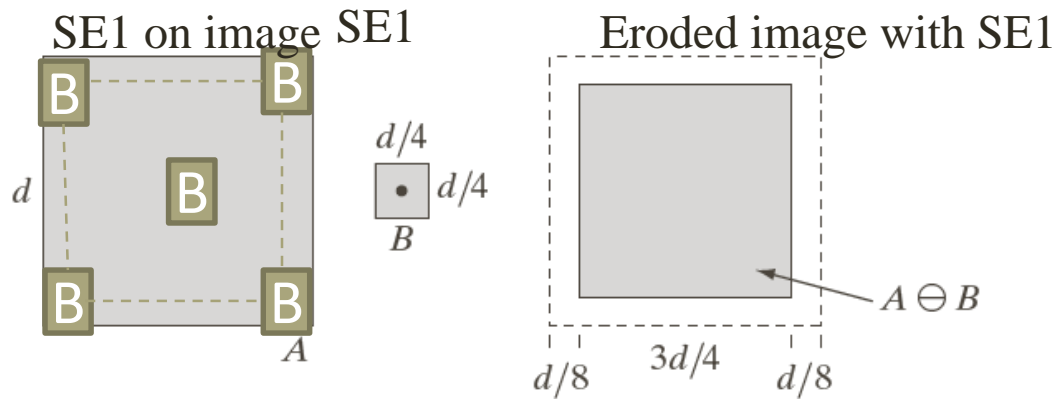 SE1 on image SE1
Eroded image with SE1
B
B
d/4
d
B
d/4
B
B
B
A
A ⊖ B
d/8
3d/4
d/8